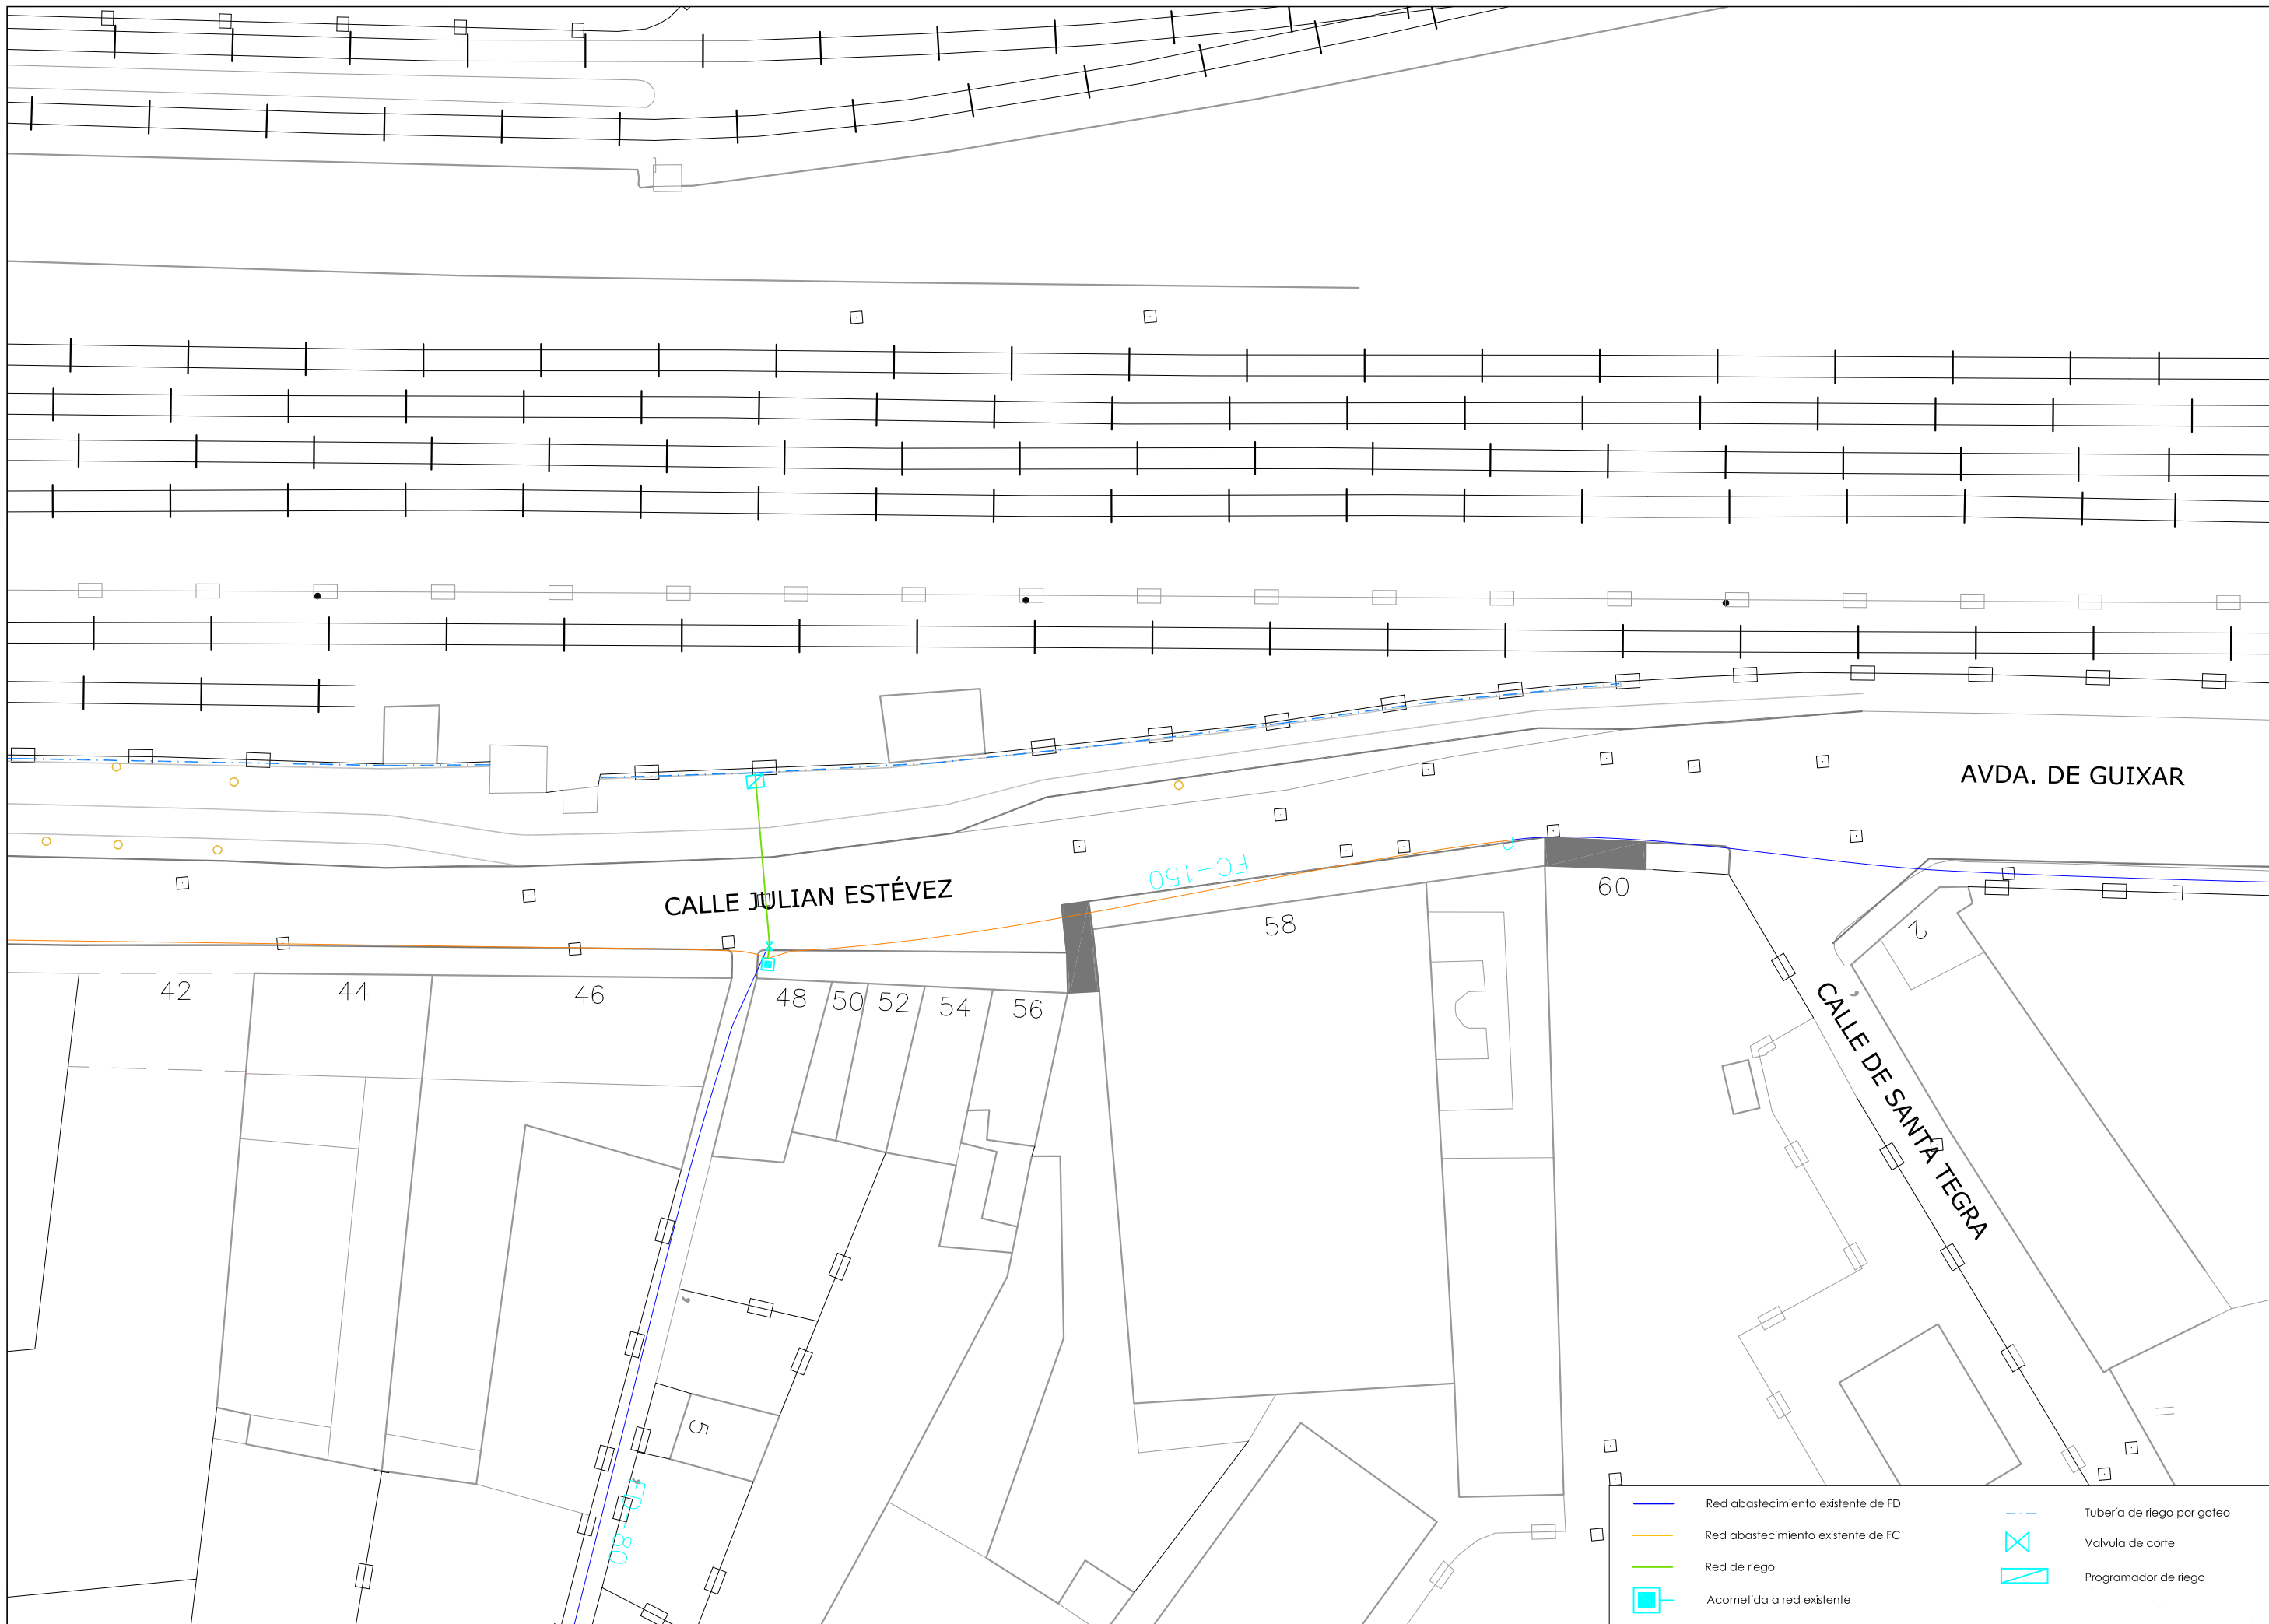 AVDA. DE GUIXAR
FC-150
CALLE JULIAN ESTÉVEZ
60
58
2
42
44
46
48
50
52
54
56
CALLE DE SANTA TEGRA
5
FD-80
Red abastecimiento existente de FD
Red abastecimiento existente de FC
Red de riego
Acometida a red existente
Tubería de riego por goteo
Valvula de corte
Programador de riego